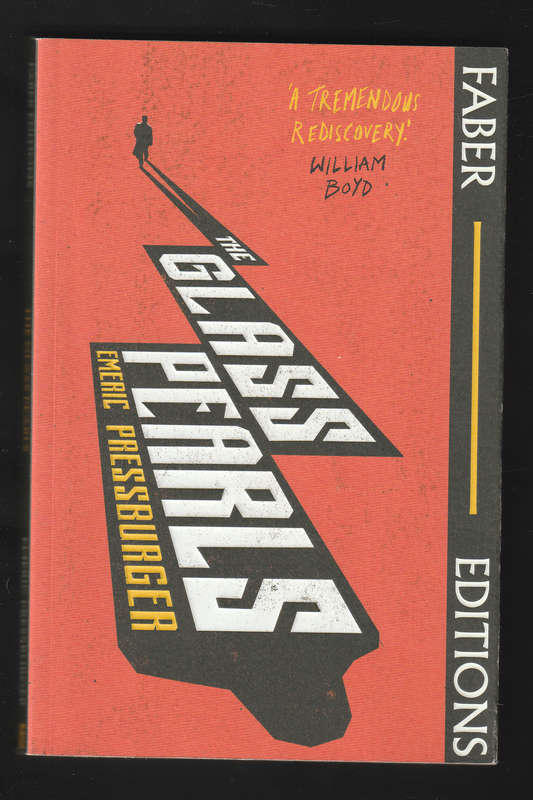 'A TREMENDOUS
REDISCOVERY.'
WILLIAM
BOYD
THE
GLASS
PEARLS
EMERIC PRESSBURGER
FABER EDITIONS